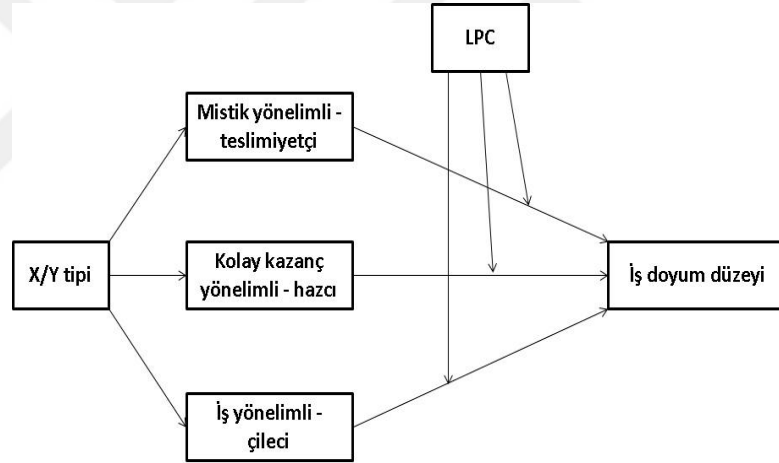 LPC
Mistik yönelimli -
teslimiyetçi
X/Y tipi
Kolay kazanç
yönelimli - hazcı
İş doyum düzeyi
İş yönelimli -
çileci